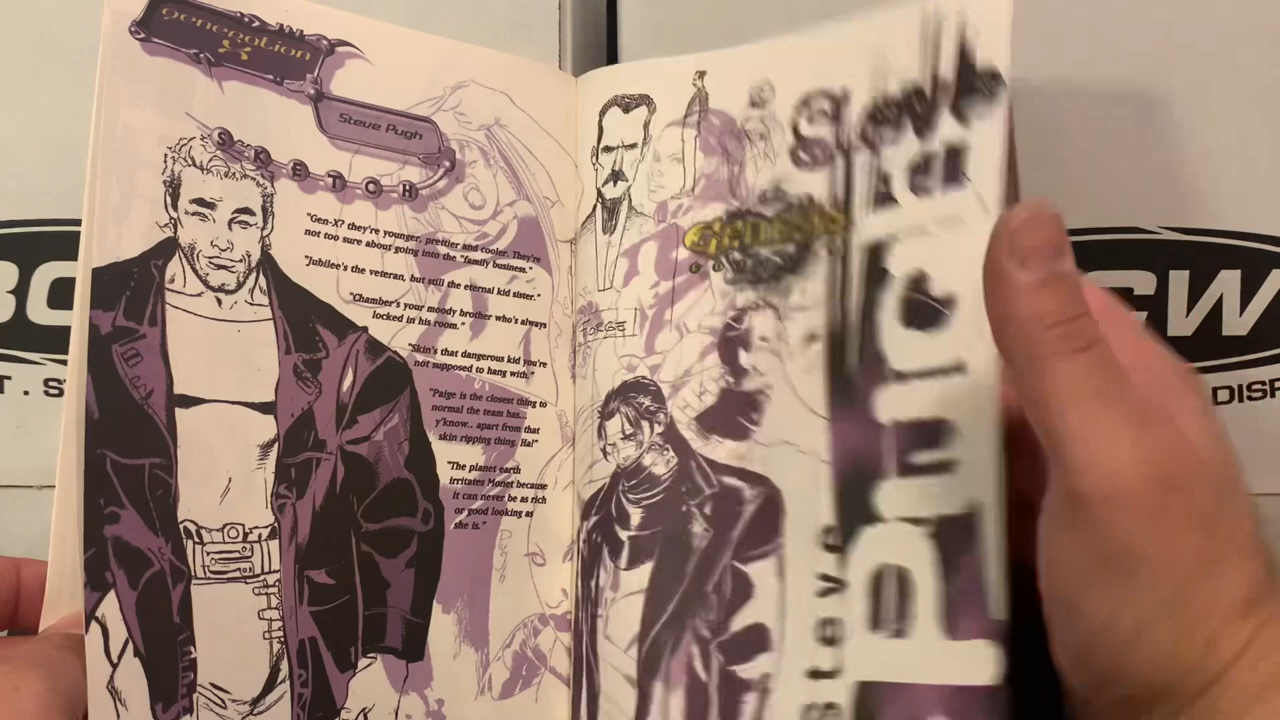 generation
x
Steve Pugh
SKETCH
"Gen-X? they're younger, prettier and cooler. They're
not too sure about going into the "family business."
"Jubilee's the veteran, but still the eternal kid sister."
"Chamber's your moody brother who's always
locked in his room."
"Skin's that dangerous kid you're
not supposed to hang with."
"Paige is the closest thing to
normal the team has...
y'know.. apart from that
skin ripping thing. Ha!"
"The planet earth
irritates Monet because
it can never be as rich
or good looking as
she is."
FORGE
Steve
CW
DISP
T. S